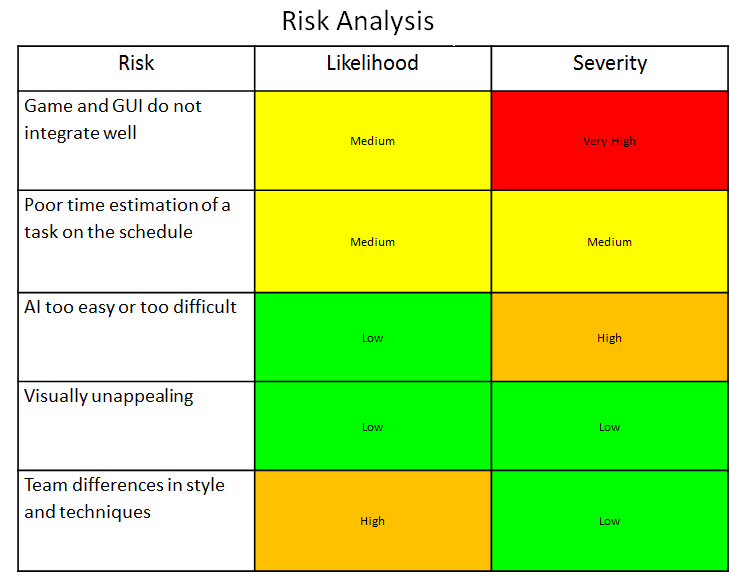 Risk Analysis
Risk Likelihood Severity
Game and GUI do not
integrate well
Medium
Very High
Poor time estimation of a
task on the schedule
Medium
Medium
AI too easy or too difficult
Low
High
Visually unappealing
Low
Low
Team differences in style
and techniques
High
Low